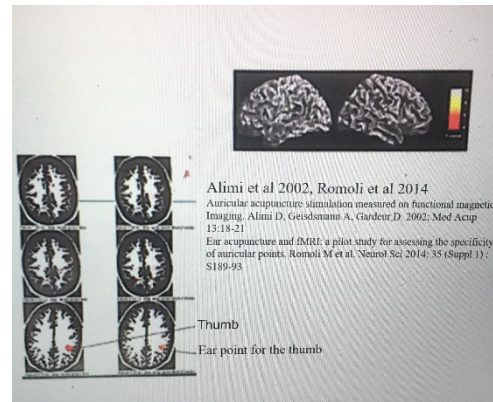 Alimi et al 2002, Romoli et al 2014
Auricular acupuncture stimulation measured on functional magnetic
Imaging. Alimi D, Geisdsmann A, Gardeur D. 2002; Med Acup
13:18-21
Ear acupuncture and fMRI: a pilot study for assessing the specificity
of auricular points. Romoli M et al. Neurol Sci 2014: 35 (Suppl 1) :
S189-93
Thumb
Ear point for the thumb